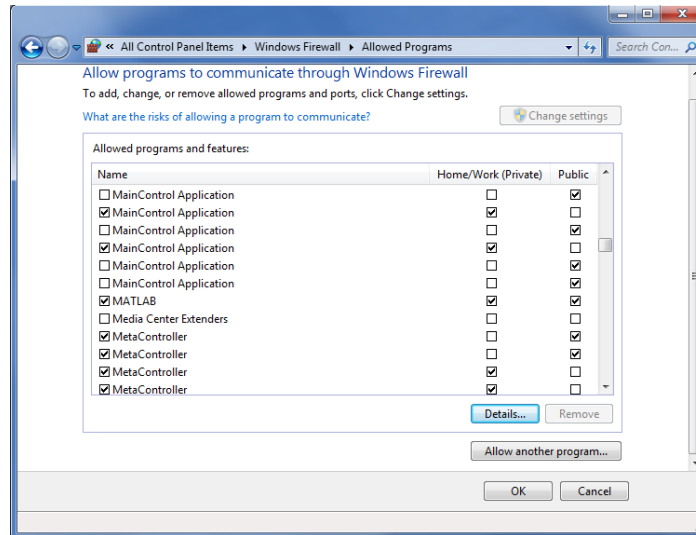 « All Control Panel Items ▸ Windows Firewall ▸ Allowed Programs
Search Con...
Allow programs to communicate through Windows Firewall
To add, change, or remove allowed programs and ports, click Change settings.
What are the risks of allowing a program to communicate?
Change settings
Allowed programs and features:
Name Home/Work (Private) Public
MainControl Application
MainControl Application
MainControl Application
MainControl Application
MainControl Application
MainControl Application
MATLAB
Media Center Extenders
MetaController
MetaController
MetaController
MetaController
Details... Remove
Allow another program...
OK Cancel